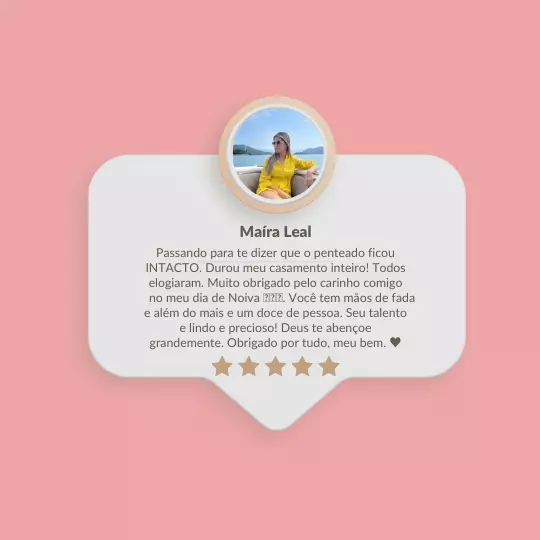 Maíra Leal
Passando para te dizer que o penteado ficou
INTACTO. Durou meu casamento inteiro! Todos
elogiaram. Muito obrigado pelo carinho comigo
no meu dia de Noiva 𖡄𖡄𖡄. Você tem mãos de fada
e além do mais e um doce de pessoa. Seu talento
e lindo e precioso! Deus te abençoe
grandemente. Obrigado por tudo, meu bem. ♥